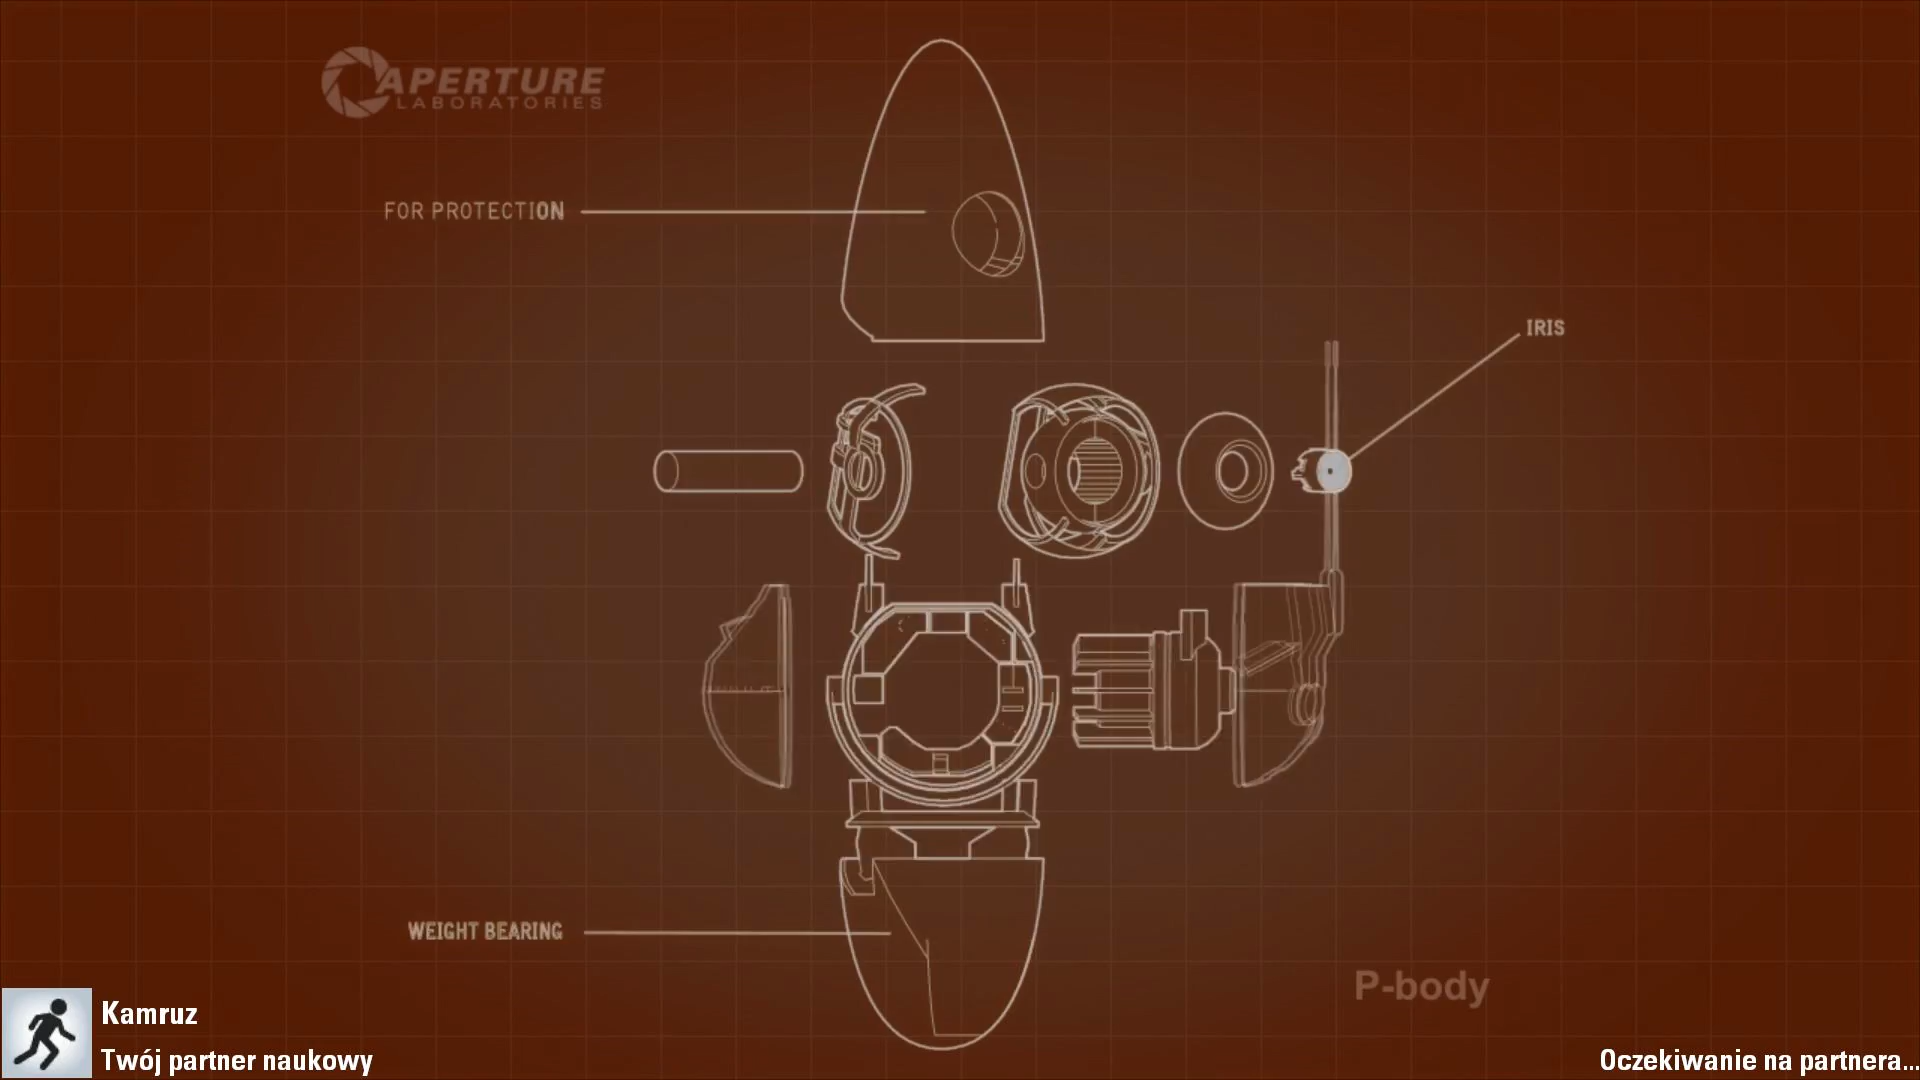 APERTURE
LABORATORIES
FOR PROTECTION
IRIS
WEIGHT BEARING
P-body
Kamruz
Twój partner naukowy
Oczekiwanie na partnera...